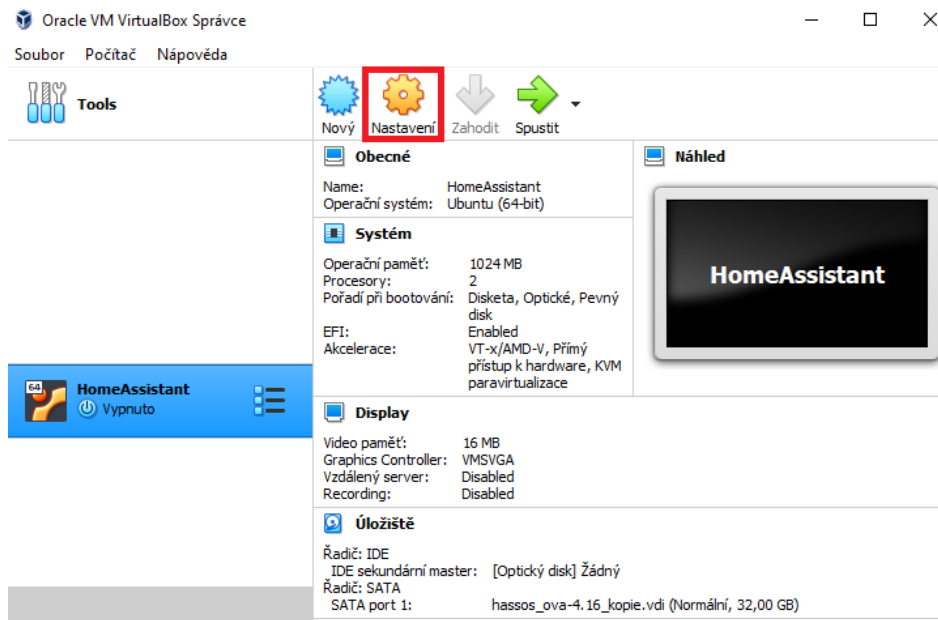 Oracle VM VirtualBox Správce
Soubor Počítač Nápověda
Tools
Nový Nastavení Zahodit Spustit
Obecné
Name: HomeAssistant
Operační systém: Ubuntu (64-bit)
Náhled
HomeAssistant
Systém
Operační paměť: 1024 MB
Procesory: 2
Pořadí při bootování: Disketa, Optické, Pevný
disk
EFI: Enabled
Akcelerace: VT-x/AMD-V, Přímý
přístup k hardware, KVM
paravirtualizace
64
HomeAssistant
Vypnuto
Display
Video paměť: 16 MB
Graphics Controller: VMSVGA
Vzdálený server: Disabled
Recording: Disabled
Úložiště
Řadič: IDE
IDE sekundární master: [Optický disk] Žádný
Řadič: SATA
SATA port 1: hassos_ova-4.16_kopie.vdi (Normální, 32,00 GB)